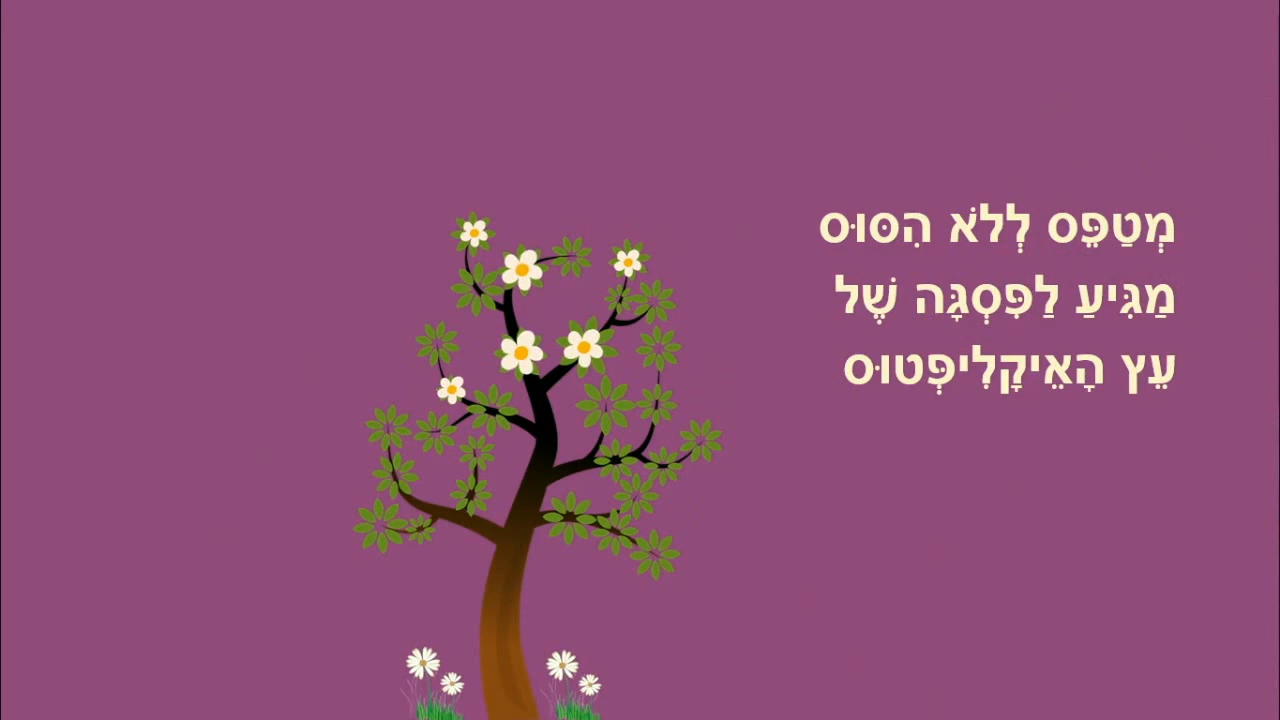 מְטַפֵּס לְלֹא הִסּוּס
מַגִּיעַ לַפִּסְגָּה שֶׁל
עֵץ הָאֵיקָלִיפְּטוּס